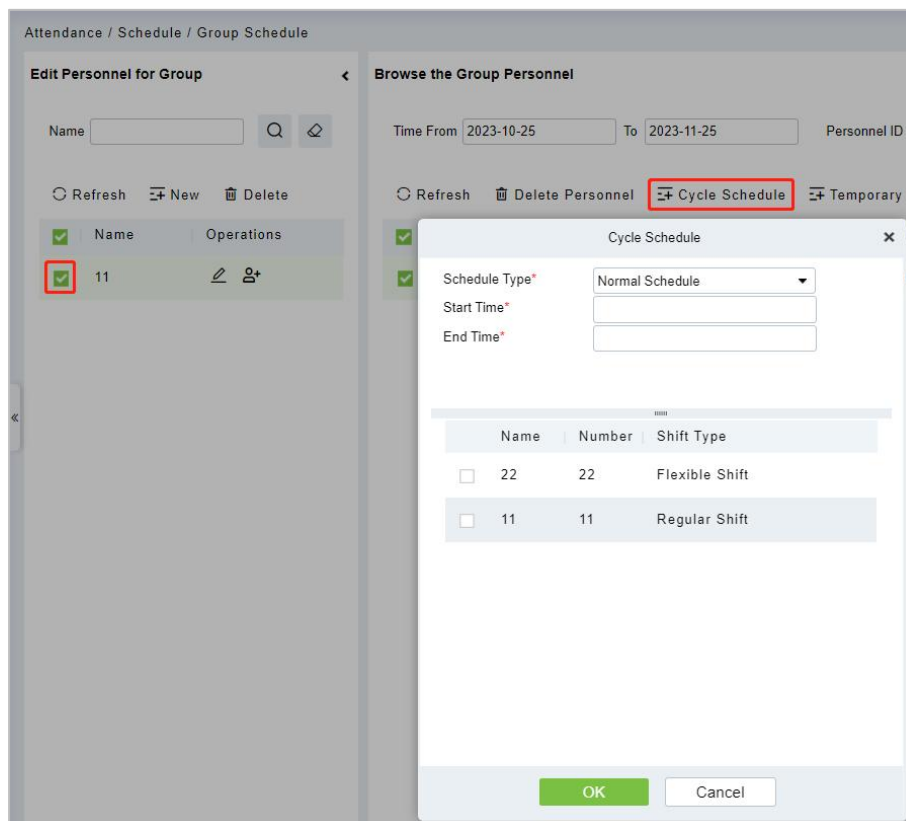 Attendance / Schedule / Group Schedule
Edit Personnel for Group
Name
Refresh New Delete
Name Operations
11
Browse the Group Personnel
Time From 2023-10-25 To 2023-11-25 Personnel ID
Refresh Delete Personnel Cycle Schedule Temporary
Cycle Schedule
Schedule Type* Normal Schedule
Start Time*
End Time*
Name Number Shift Type
22 22 Flexible Shift
11 11 Regular Shift
OK Cancel